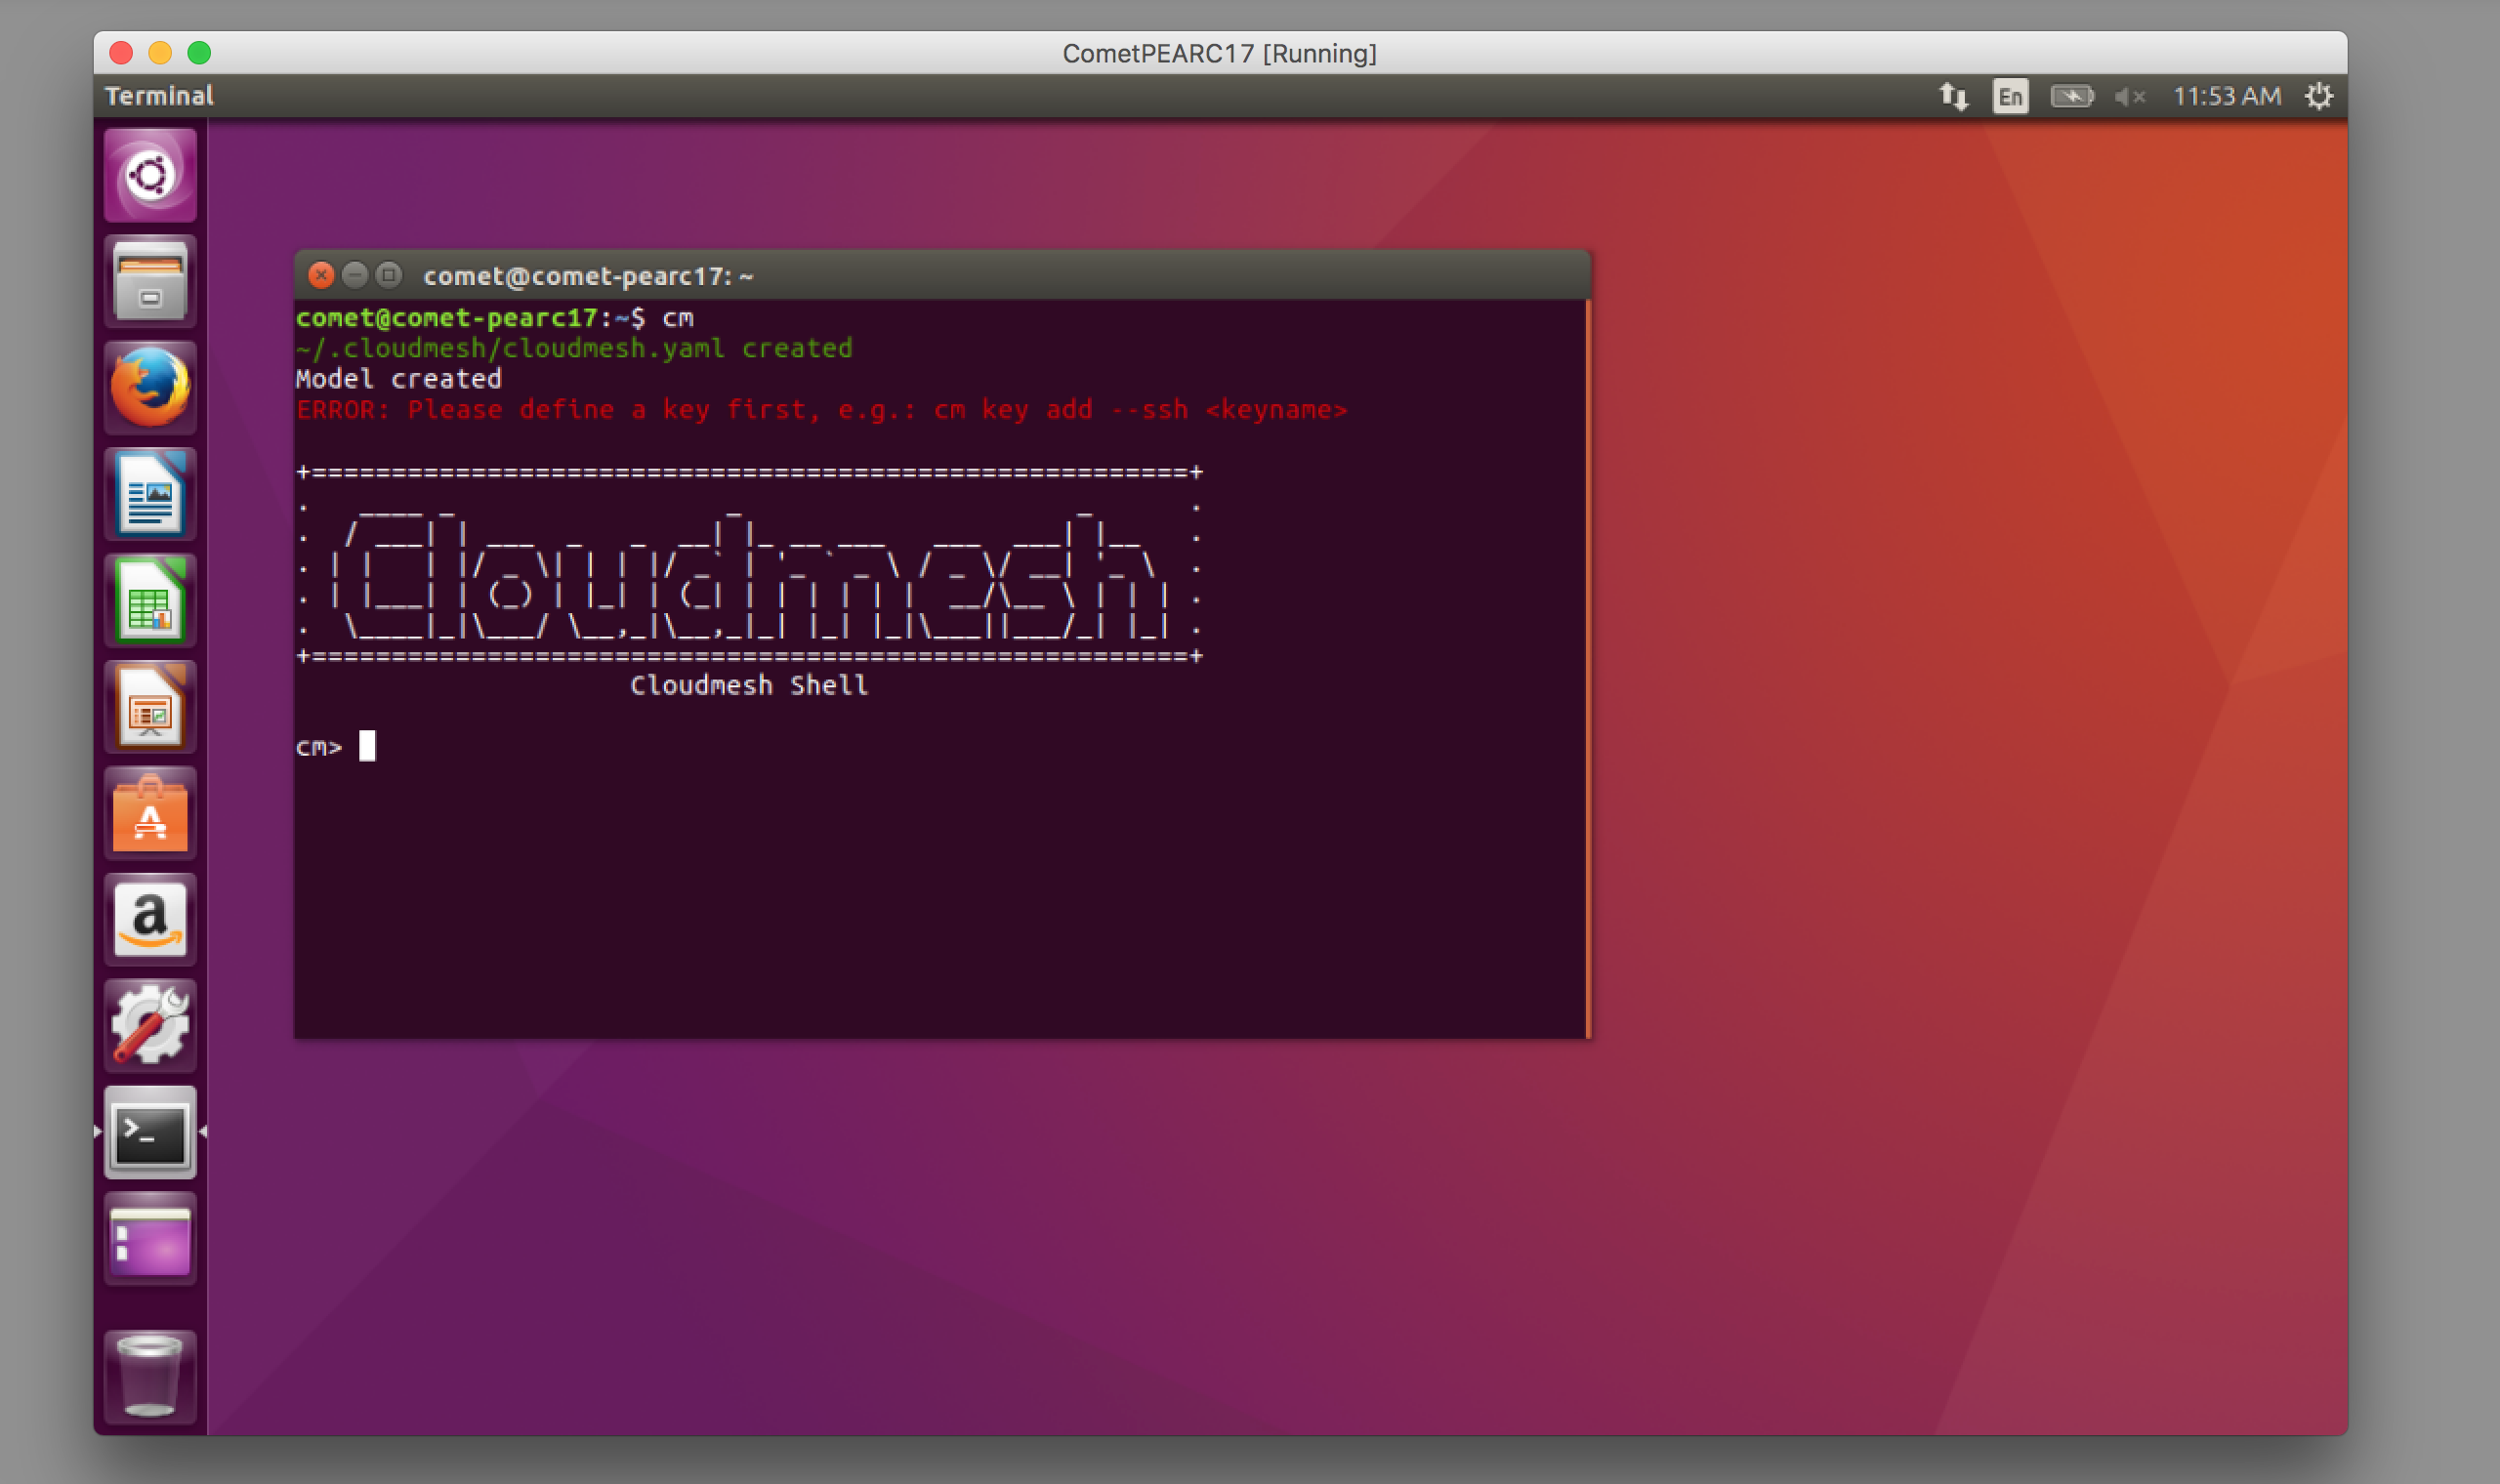 CometPEARC17 [Running]
Terminal
En
11:53 AM
comet@comet-pearc17: ~
comet@comet-pearc17:~$ cm
~/.cloudmesh/cloudmesh.yaml created
Model created
ERROR: Please define a key first, e.g.: cm key add --ssh <keyname>
+=======================================================+
Cloudmesh
+=======================================================+
Cloudmesh Shell
cm>